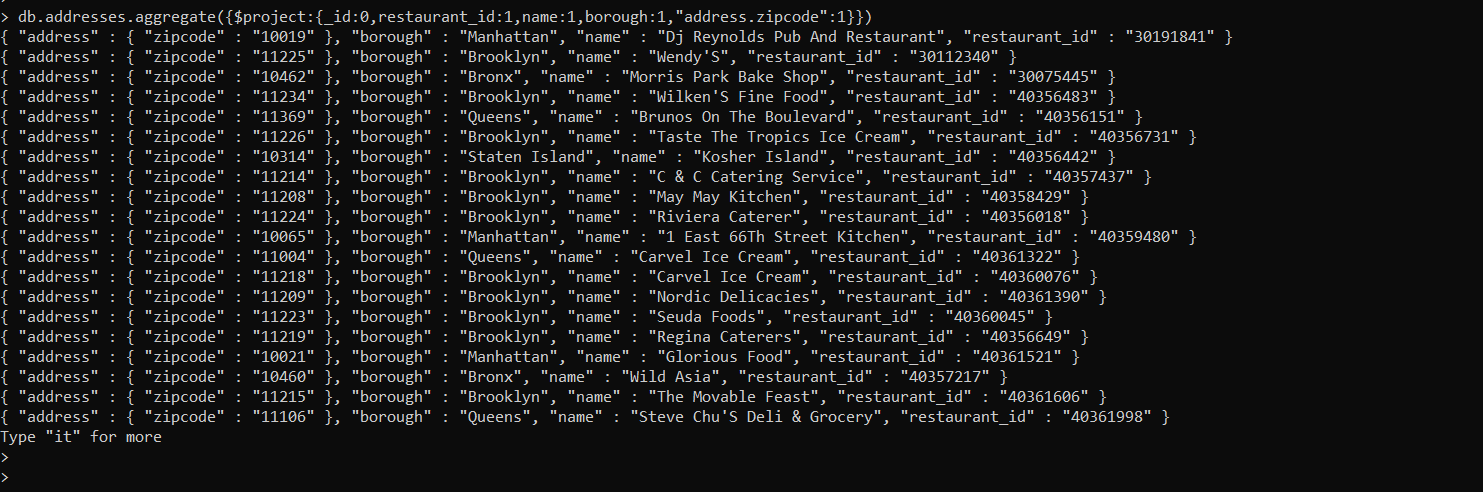 > db.addresses.aggregate({$project:{_id:0,restaurant_id:1,name:1,borough:1,"address.zipcode":1}})
{ "address" : { "zipcode" : "10019" }, "borough" : "Manhattan", "name" : "Dj Reynolds Pub And Restaurant", "restaurant_id" : "30191841" }
{ "address" : { "zipcode" : "11225" }, "borough" : "Brooklyn", "name" : "Wendy'S", "restaurant_id" : "30112340" }
{ "address" : { "zipcode" : "10462" }, "borough" : "Bronx", "name" : "Morris Park Bake Shop", "restaurant_id" : "30075445" }
{ "address" : { "zipcode" : "11234" }, "borough" : "Brooklyn", "name" : "Wilken'S Fine Food", "restaurant_id" : "40356483" }
{ "address" : { "zipcode" : "11369" }, "borough" : "Queens", "name" : "Brunos On The Boulevard", "restaurant_id" : "40356151" }
{ "address" : { "zipcode" : "11226" }, "borough" : "Brooklyn", "name" : "Taste The Tropics Ice Cream", "restaurant_id" : "40356731" }
{ "address" : { "zipcode" : "10314" }, "borough" : "Staten Island", "name" : "Kosher Island", "restaurant_id" : "40356442" }
{ "address" : { "zipcode" : "11214" }, "borough" : "Brooklyn", "name" : "C & C Catering Service", "restaurant_id" : "40357437" }
{ "address" : { "zipcode" : "11208" }, "borough" : "Brooklyn", "name" : "May May Kitchen", "restaurant_id" : "40358429" }
{ "address" : { "zipcode" : "11224" }, "borough" : "Brooklyn", "name" : "Riviera Caterer", "restaurant_id" : "40356018" }
{ "address" : { "zipcode" : "10065" }, "borough" : "Manhattan", "name" : "1 East 66Th Street Kitchen", "restaurant_id" : "40359480" }
{ "address" : { "zipcode" : "11004" }, "borough" : "Queens", "name" : "Carvel Ice Cream", "restaurant_id" : "40361322" }
{ "address" : { "zipcode" : "11218" }, "borough" : "Brooklyn", "name" : "Carvel Ice Cream", "restaurant_id" : "40360076" }
{ "address" : { "zipcode" : "11209" }, "borough" : "Brooklyn", "name" : "Nordic Delicacies", "restaurant_id" : "40361390" }
{ "address" : { "zipcode" : "11223" }, "borough" : "Brooklyn", "name" : "Seuda Foods", "restaurant_id" : "40360045" }
{ "address" : { "zipcode" : "11219" }, "borough" : "Brooklyn", "name" : "Regina Caterers", "restaurant_id" : "40356649" }
{ "address" : { "zipcode" : "10021" }, "borough" : "Manhattan", "name" : "Glorious Food", "restaurant_id" : "40361521" }
{ "address" : { "zipcode" : "10460" }, "borough" : "Bronx", "name" : "Wild Asia", "restaurant_id" : "40357217" }
{ "address" : { "zipcode" : "11215" }, "borough" : "Brooklyn", "name" : "The Movable Feast", "restaurant_id" : "40361606" }
{ "address" : { "zipcode" : "11106" }, "borough" : "Queens", "name" : "Steve Chu'S Deli & Grocery", "restaurant_id" : "40361998" }
Type "it" for more
>
>